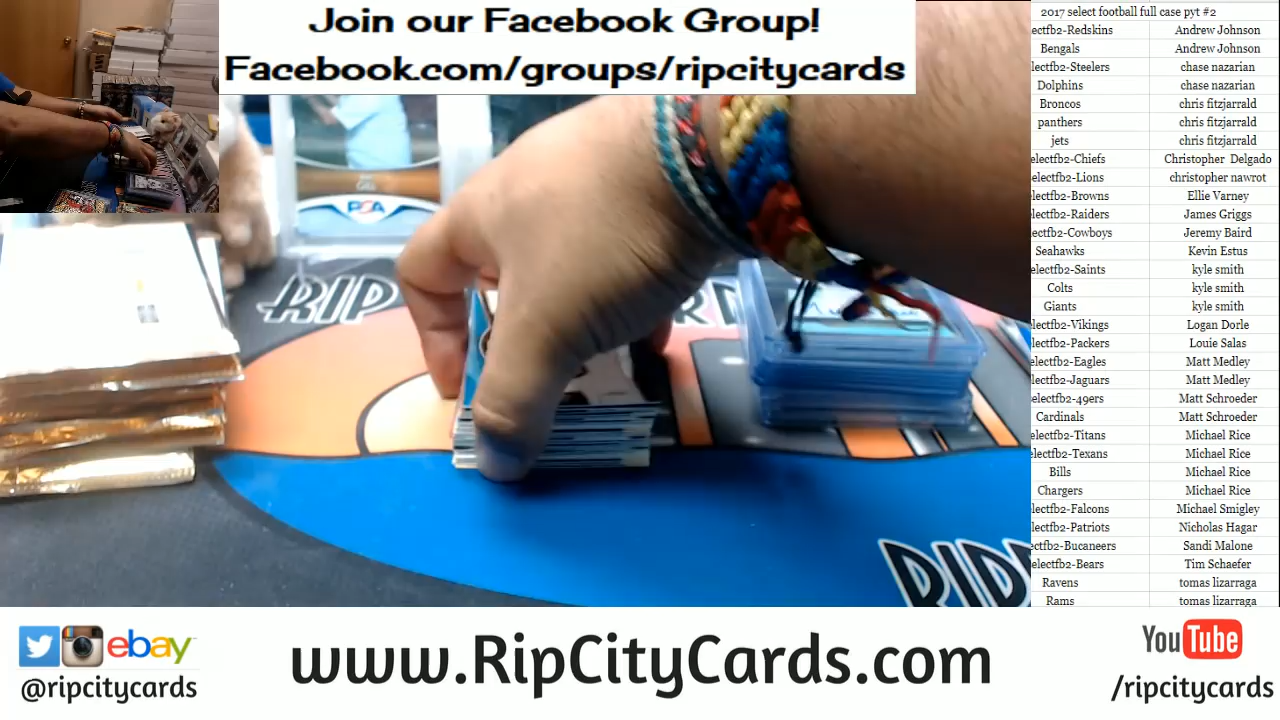 Join our Facebook Group!
Facebook.com/groups/ripcitycards
2017 select football full case pyt #2
ectfb2-Redskins Andrew Johnson
Bengals Andrew Johnson
electfb2-Steelers chase nazarian
Dolphins chase nazarian
Broncos chris fitzjarrald
panthers chris fitzjarrald
jets chris fitzjarrald
electfb2-Chiefs Christopher Delgado
electfb2-Lions christopher nawrot
electfb2-Browns Ellie Varney
electfb2-Raiders James Griggs
ectfb2-Cowboys Jeremy Baird
Seahawks Kevin Estus
electfb2-Saints kyle smith
Colts kyle smith
Giants kyle smith
electfb2-Vikings Logan Dorle
electfb2-Packers Louie Salas
electfb2-Eagles Matt Medley
electfb2-Jaguars Matt Medley
electfb2-49ers Matt Schroeder
Cardinals Matt Schroeder
electfb2-Titans Michael Rice
electfb2-Texans Michael Rice
Bills Michael Rice
Chargers Michael Rice
lectfb2-Falcons Michael Smigley
lectfb2-Patriots Nicholas Hagar
ectfb2-Bucaneers Sandi Malone
electfb2-Bears Tim Schaefer
Ravens tomas lizarraga
Rams tomas lizarraga
PSA
RIP
RIP
ebay
@ripcitycards
www.RipCityCards.com
YouTube
/ripcitycards